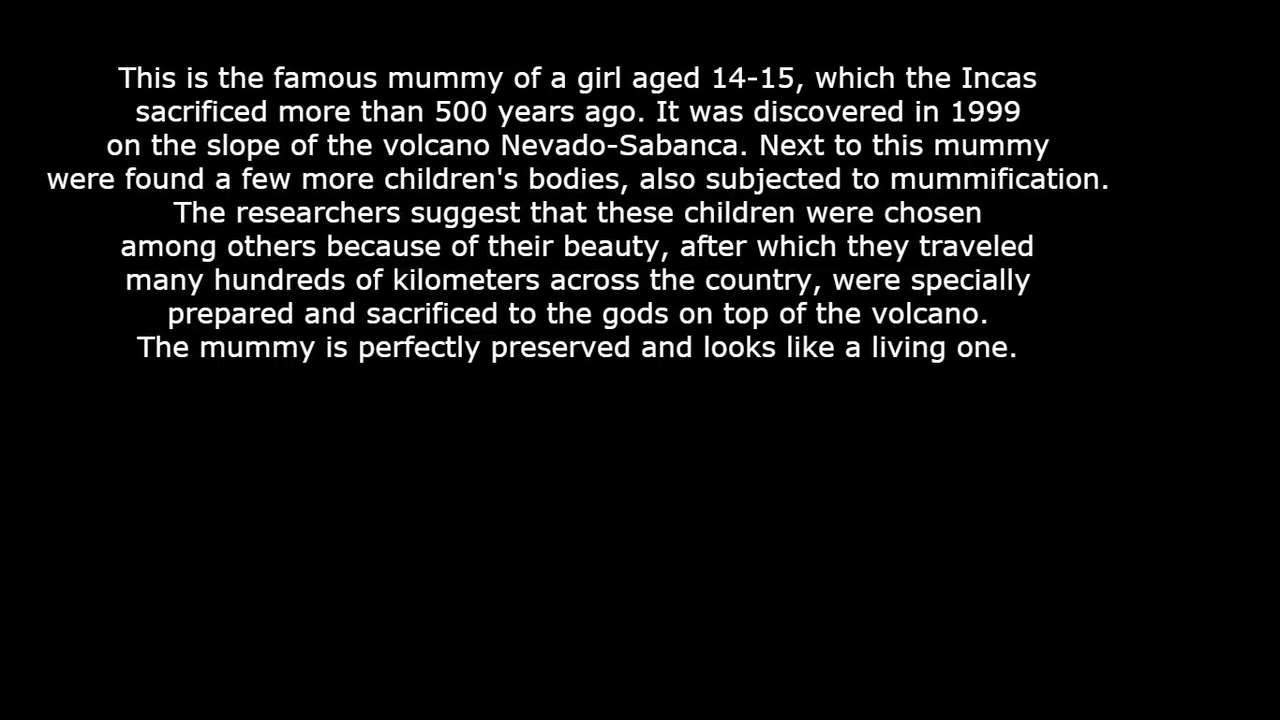 This is the famous mummy of a girl aged 14-15, which the Incas
sacrificed more than 500 years ago. It was discovered in 1999
on the slope of the volcano Nevado-Sabanca. Next to this mummy
were found a few more children's bodies, also subjected to mummification.
The researchers suggest that these children were chosen
among others because of their beauty, after which they traveled
many hundreds of kilometers across the country, were specially
prepared and sacrificed to the gods on top of the volcano.
The mummy is perfectly preserved and looks like a living one.